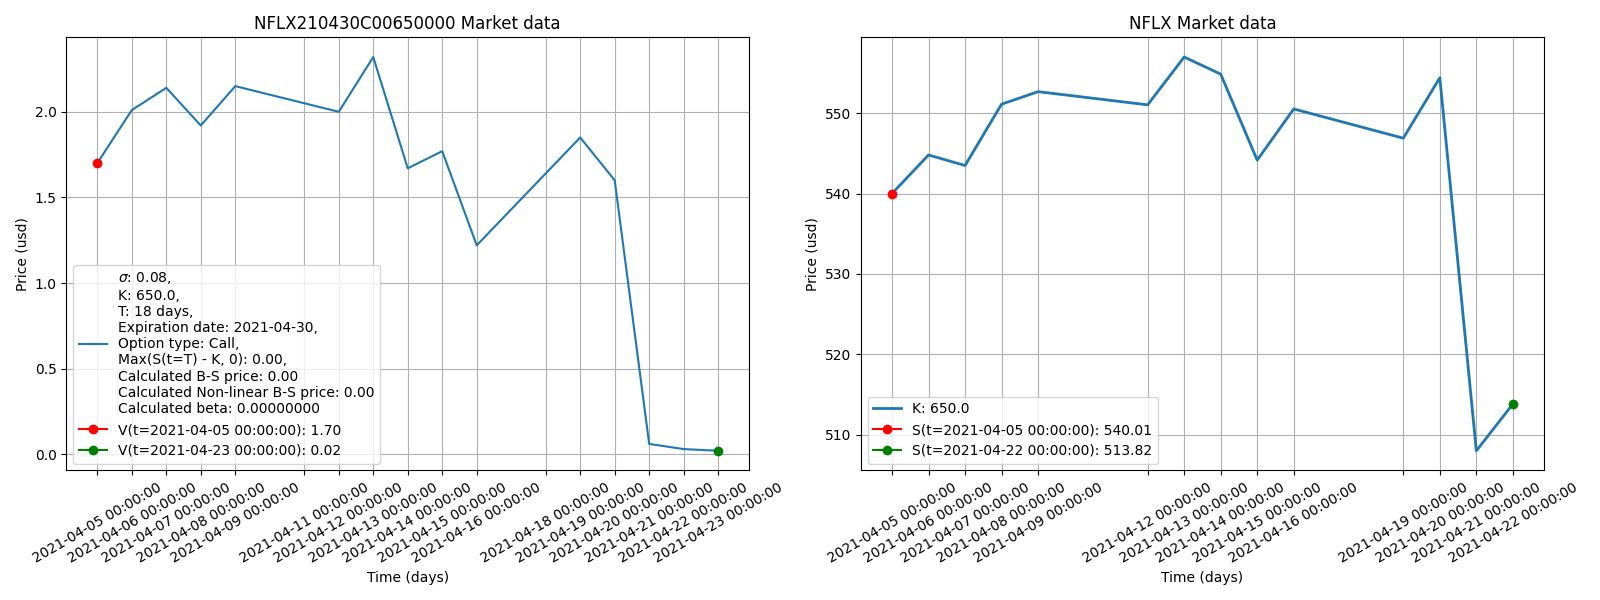 NFLX210430C00650000 Market data
Price (usd)
2.0
1.5
1.0
0.5
0.0
σ: 0.08,
K: 650.0,
T: 18 days,
Expiration date: 2021-04-30,
Option type: Call,
Max(S(t=T) - K, 0): 0.00,
Calculated B-S price: 0.00
Calculated Non-linear B-S price: 0.00
Calculated beta: 0.00000000
V(t=2021-04-05 00:00:00): 1.70
V(t=2021-04-23 00:00:00): 0.02
2021-04-05 00:00:00
2021-04-06 00:00:00
2021-04-07 00:00:00
2021-04-08 00:00:00
2021-04-09 00:00:00
2021-04-11 00:00:00
2021-04-12 00:00:00
2021-04-13 00:00:00
2021-04-14 00:00:00
2021-04-15 00:00:00
2021-04-16 00:00:00
2021-04-18 00:00:00
2021-04-19 00:00:00
2021-04-20 00:00:00
2021-04-21 00:00:00
2021-04-22 00:00:00
2021-04-23 00:00:00
Time (days)
NFLX Market data
Price (usd)
550
540
530
520
510
K: 650.0
S(t=2021-04-05 00:00:00): 540.01
S(t=2021-04-22 00:00:00): 513.82
2021-04-05 00:00:00
2021-04-06 00:00:00
2021-04-07 00:00:00
2021-04-08 00:00:00
2021-04-09 00:00:00
2021-04-12 00:00:00
2021-04-13 00:00:00
2021-04-14 00:00:00
2021-04-15 00:00:00
2021-04-16 00:00:00
2021-04-19 00:00:00
2021-04-20 00:00:00
2021-04-21 00:00:00
2021-04-22 00:00:00
Time (days)